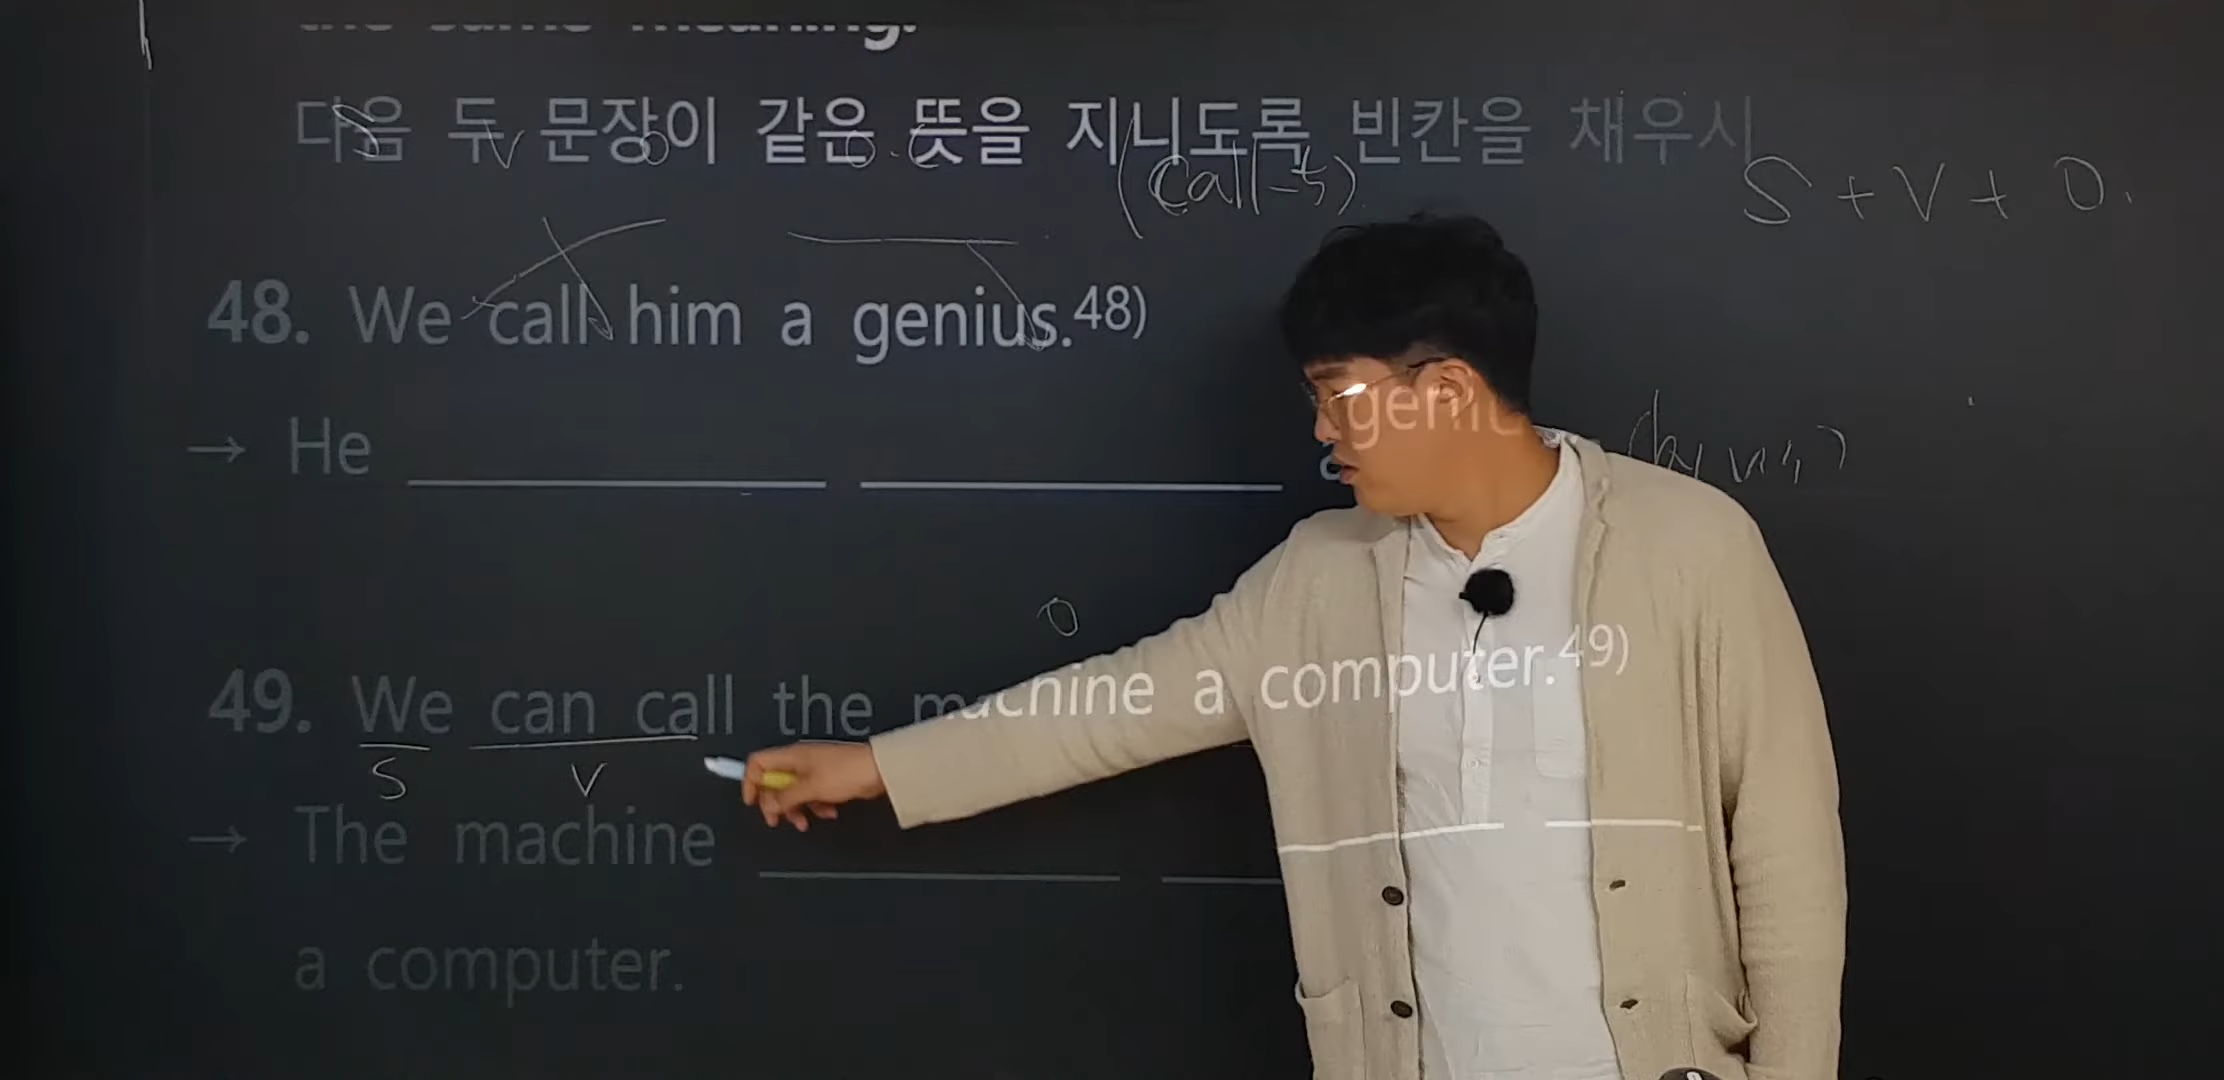 다음 두 문장이 같은 뜻을 지니도록 빈칸을 채우시
S V O O.C
(call-5)
S + V + O.
48. We call him a genius.48)
→ He a geni
49. We can call the machine a computer.49)
O
S V
→ The machine
a computer.